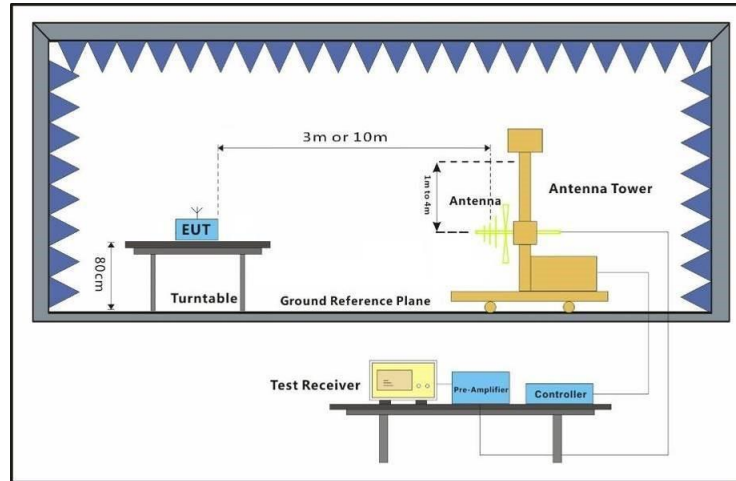 3m or 10m
1m to 4m
Antenna
Antenna Tower
EUT
80cm
Turntable
Ground Reference Plane
Test Receiver
Pre-Amplifier
Controller